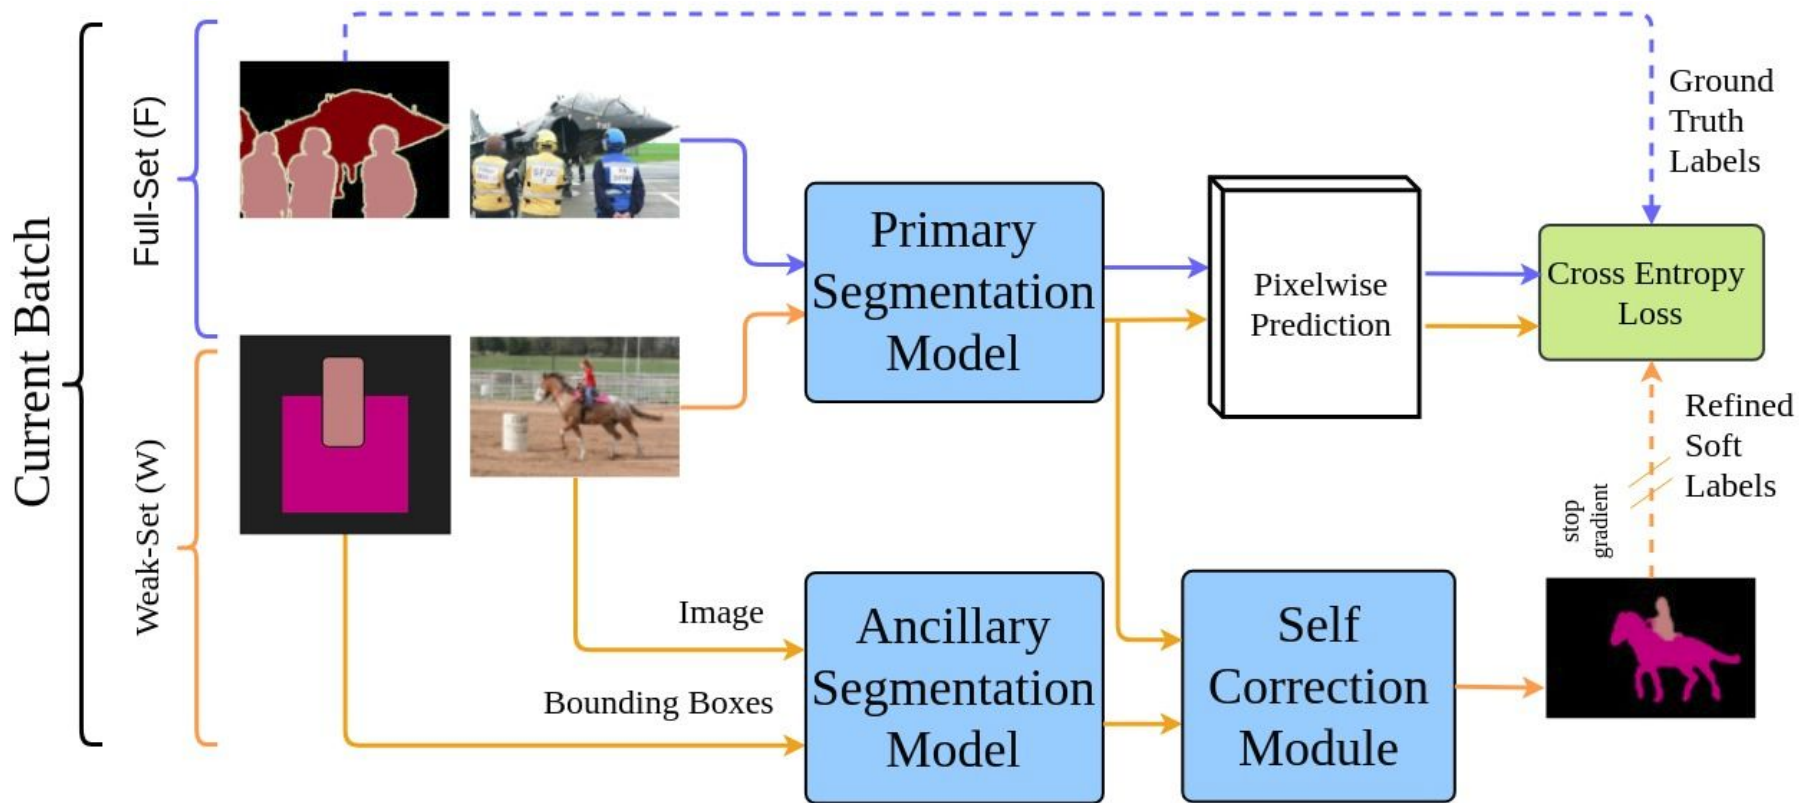 Current Batch
Full-Set (F)
Weak-Set (W)
Primary
Segmentation
Model
Pixelwise
Prediction
Ground
Truth
Labels
Cross Entropy
Loss
Refined
Soft
Labels
stop
gradient
Image
Bounding Boxes
Ancillary
Segmentation
Model
Self
Correction
Module